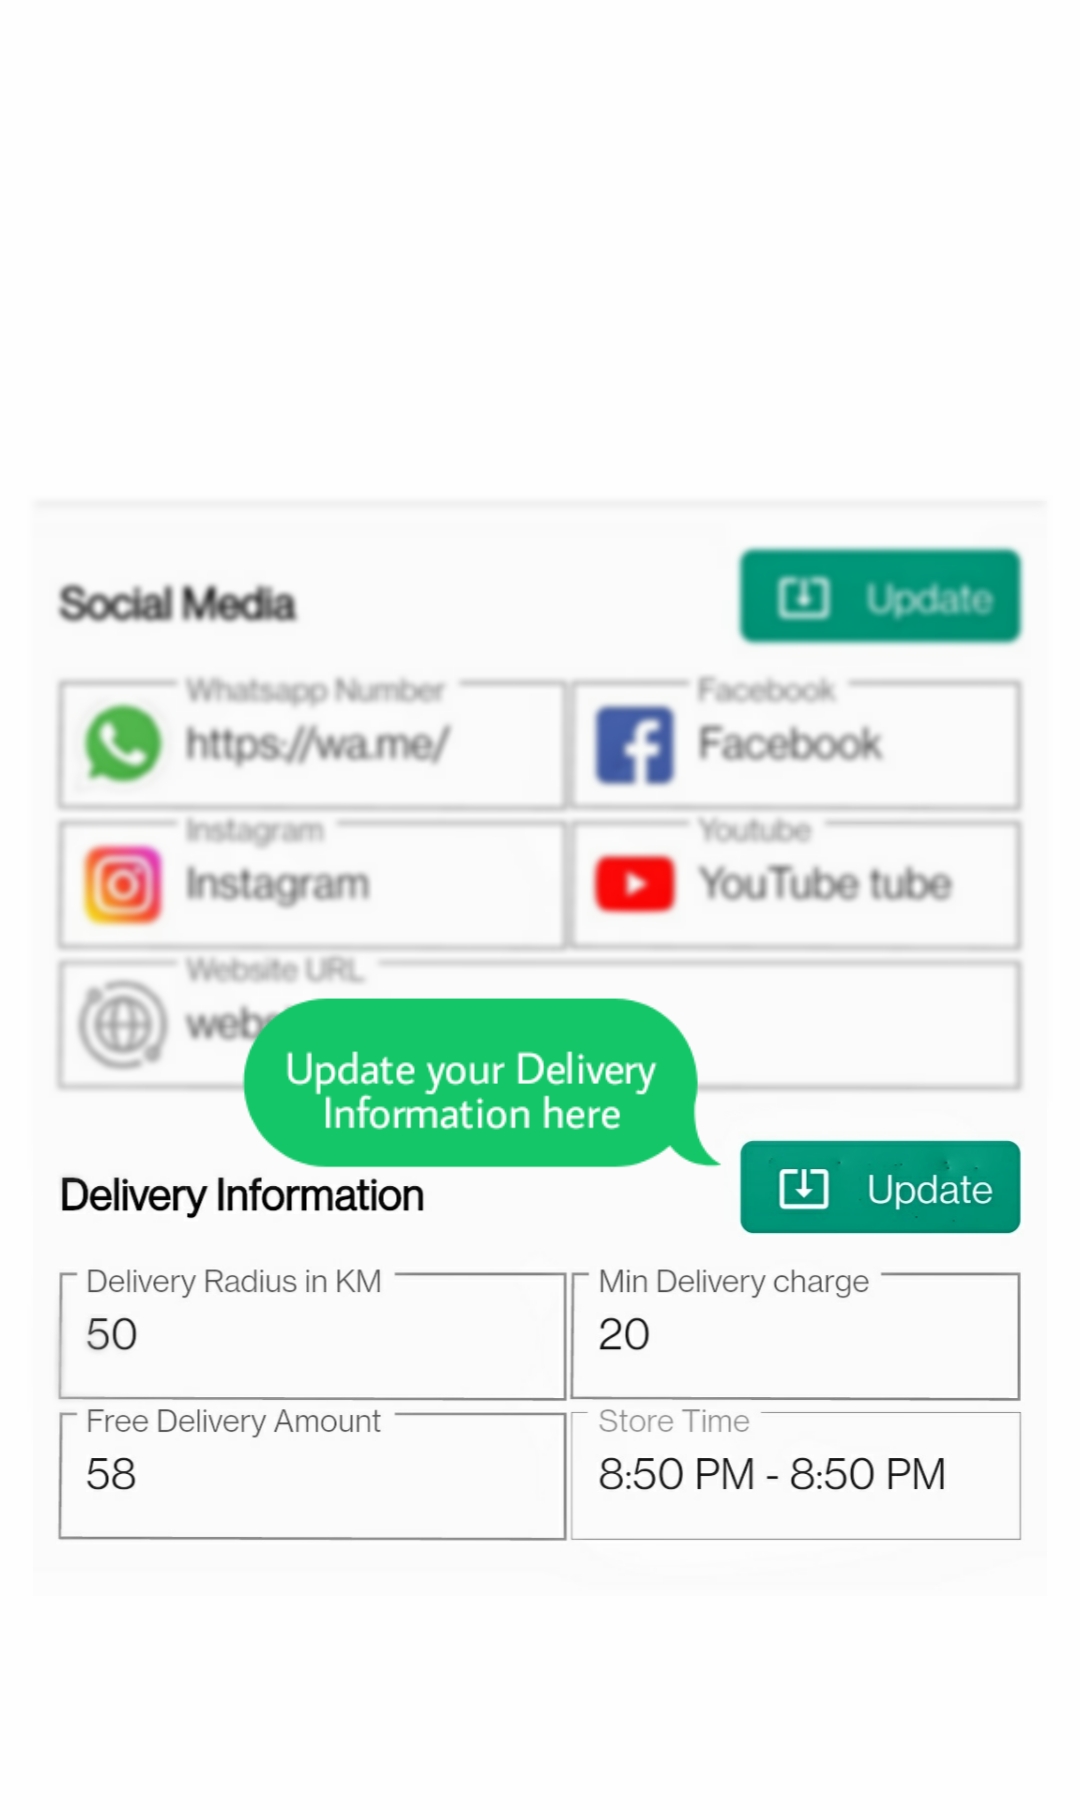 Social Media
Update
Whatsapp Number
https://wa.me/
Facebook
Facebook
Instagram
Instagram
Youtube
YouTube tube
Website URL
Update your Delivery
Information here
Delivery Information
Update
Delivery Radius in KM
50
Min Delivery charge
20
Free Delivery Amount
58
Store Time
8:50 PM - 8:50 PM